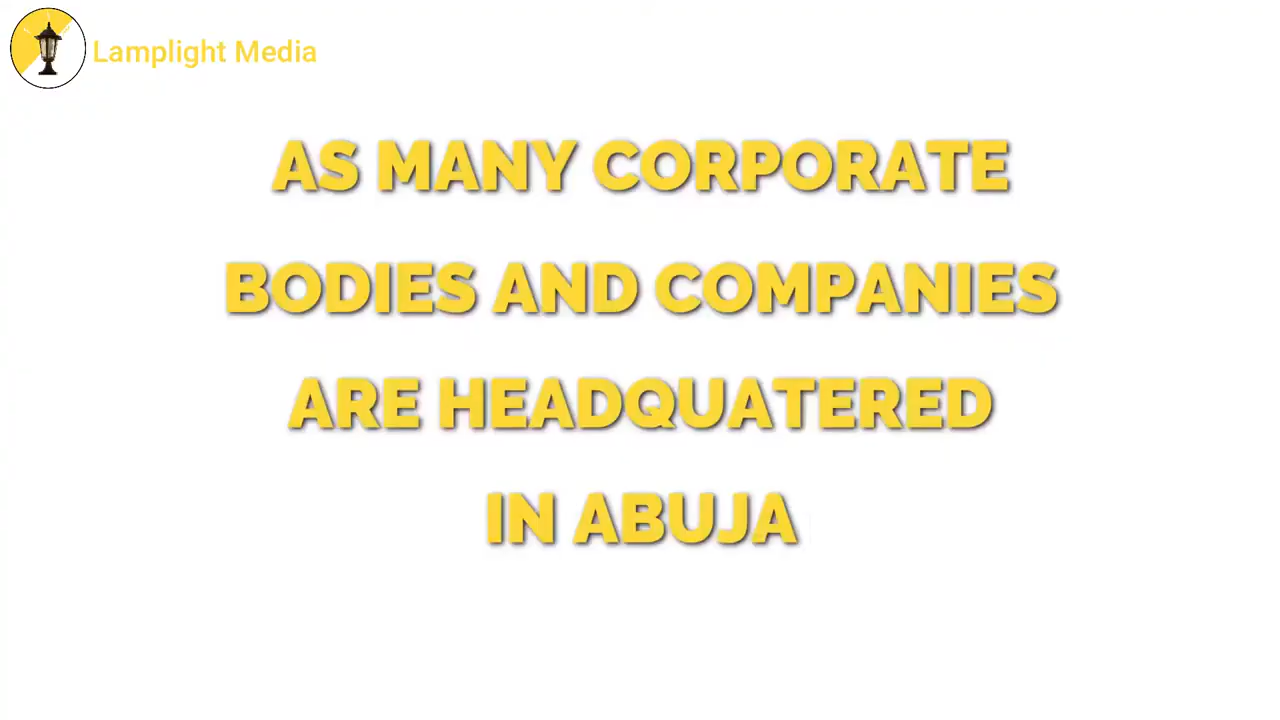 Lamplight Media
AS MANY CORPORATE
BODIES AND COMPANIES
ARE HEADQUATERED
IN ABUJA